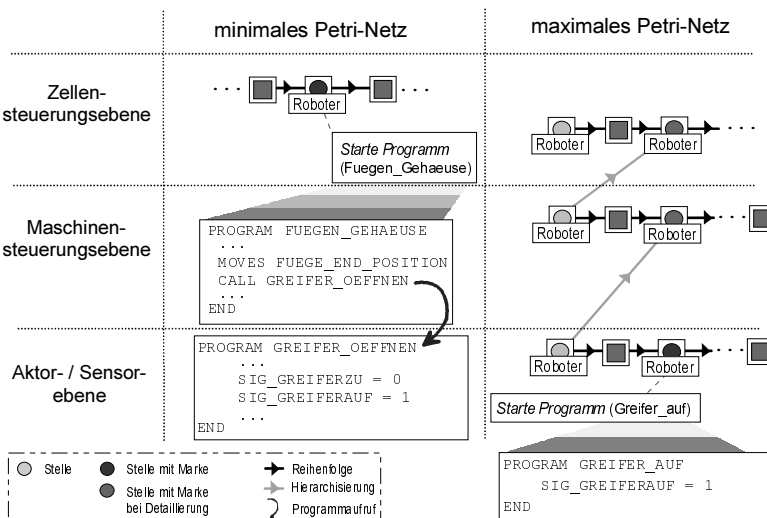 minimales Petri-Netz
maximales Petri-Netz
Zellen-
steuerungsebene
. . .
. . .
Roboter
Starte Programm
(Fuegen_Gehaeuse)
Roboter
Roboter
. . .
Maschinen-
steuerungsebene
PROGRAM FUEGEN_GEHAEUSE
...
MOVES FUEGE_END_POSITION
CALL GREIFER_OEFFNEN
...
END
Roboter
Roboter
. . .
Aktor- / Sensor-
ebene
PROGRAM GREIFER_OEFFNEN
...
SIG_GREIFERZU = 0
SIG_GREIFERAUF = 1
...
END
Roboter
Roboter
. . .
Starte Programm (Greifer_auf)
PROGRAM GREIFER_AUF
SIG_GREIFERAUF = 1
END
Stelle
Stelle mit Marke
Stelle mit Marke
bei Detaillierung
Reihenfolge
Hierarchisierung
Programmaufruf